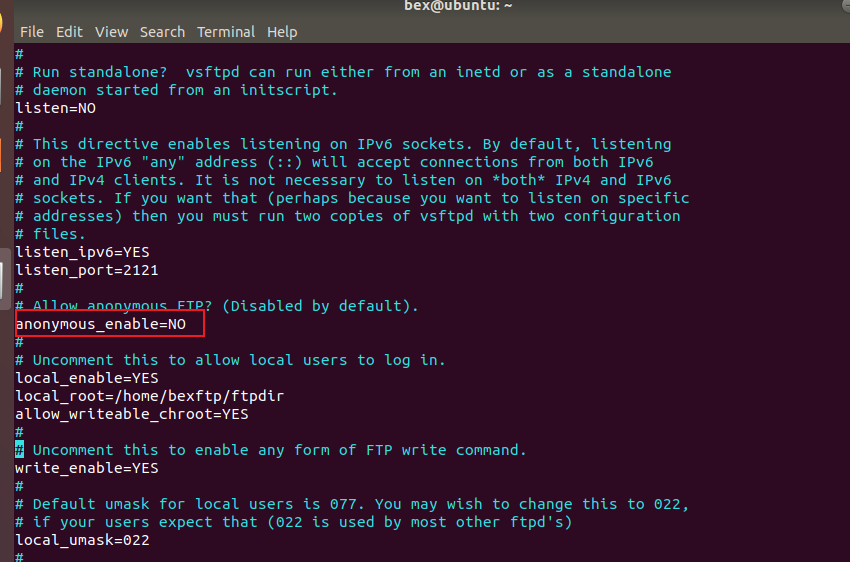 bex@ubuntu: ~
File Edit View Search Terminal Help
#
# Run standalone?  vsftpd can run either from an inetd or as a standalone
# daemon started from an initscript.
listen=NO
#
# This directive enables listening on IPv6 sockets. By default, listening
# on the IPv6 "any" address (::) will accept connections from both IPv6
# and IPv4 clients. It is not necessary to listen on *both* IPv4 and IPv6
# sockets. If you want that (perhaps because you want to listen on specific
# addresses) then you must run two copies of vsftpd with two configuration
# files.
listen_ipv6=YES
listen_port=2121
#
# Allow anonymous FTP? (Disabled by default).
anonymous_enable=NO
#
# Uncomment this to allow local users to log in.
local_enable=YES
local_root=/home/bexftp/ftpdir
allow_writeable_chroot=YES
#
# Uncomment this to enable any form of FTP write command.
write_enable=YES
#
# Default umask for local users is 077. You may wish to change this to 022,
# if your users expect that (022 is used by most other ftpd's)
local_umask=022
#